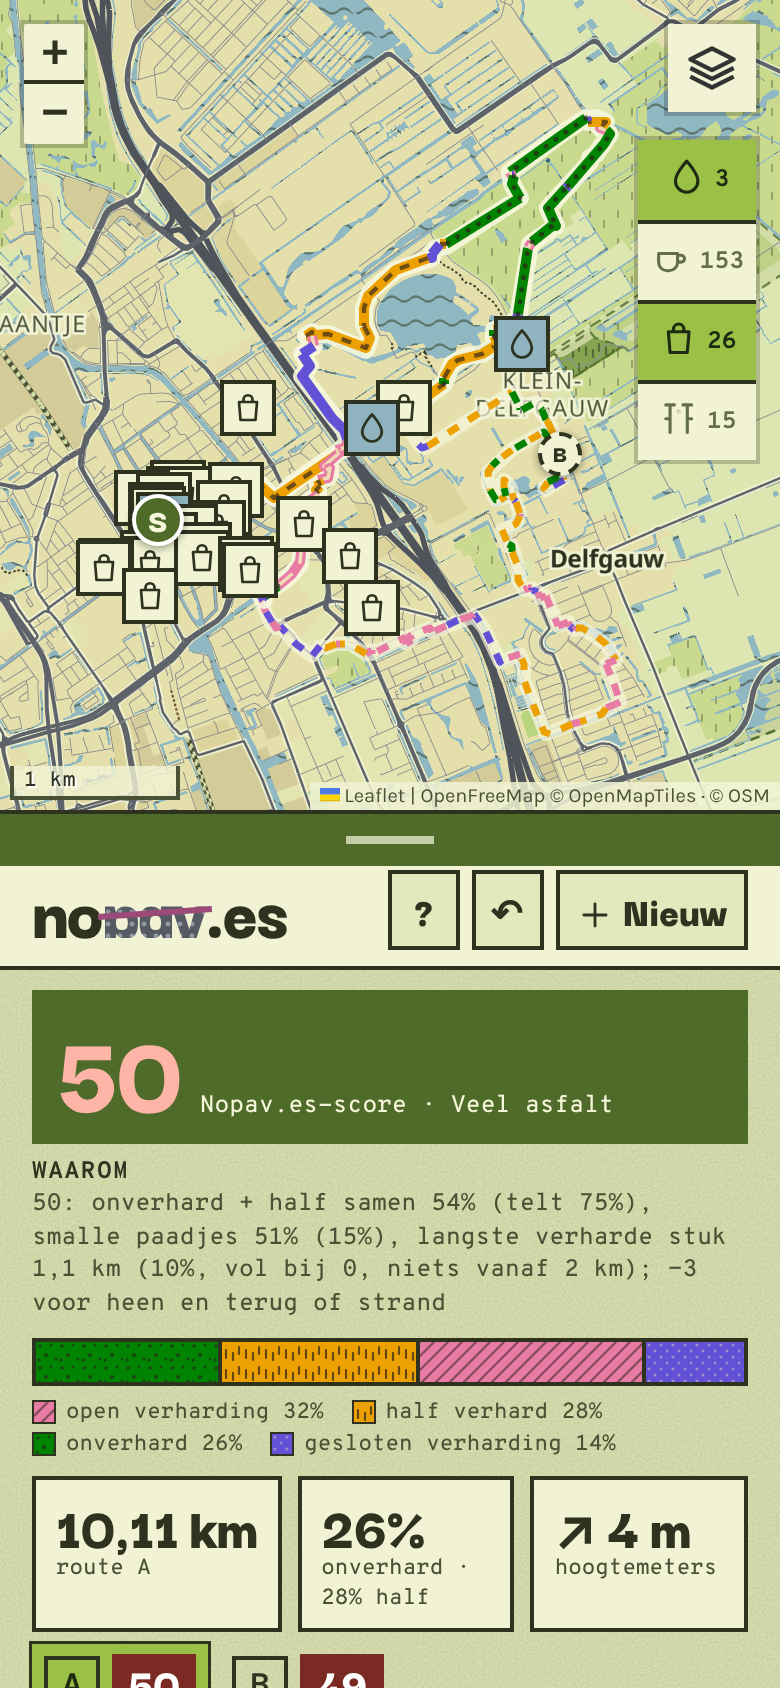 +
−
3
153
26
15
AANTJE
KLEIN-
DELFGAUW
B
S
Delfgauw
1 km
Leaflet | OpenFreeMap © OpenMapTiles · © OSM
nopav.es
?
↶
+ Nieuw
50 Nopav.es-score · Veel asfalt
WAAROM
50: onverhard + half samen 54% (telt 75%),
smalle paadjes 51% (15%), langste verharde stuk
1,1 km (10%, vol bij 0, niets vanaf 2 km); −3
voor heen en terug of strand
open verharding 32% half verhard 28%
onverhard 26% gesloten verharding 14%
10,11 km
route A
26%
onverhard ·
28% half
↗ 4 m
hoogtemeters
A 50 B 49